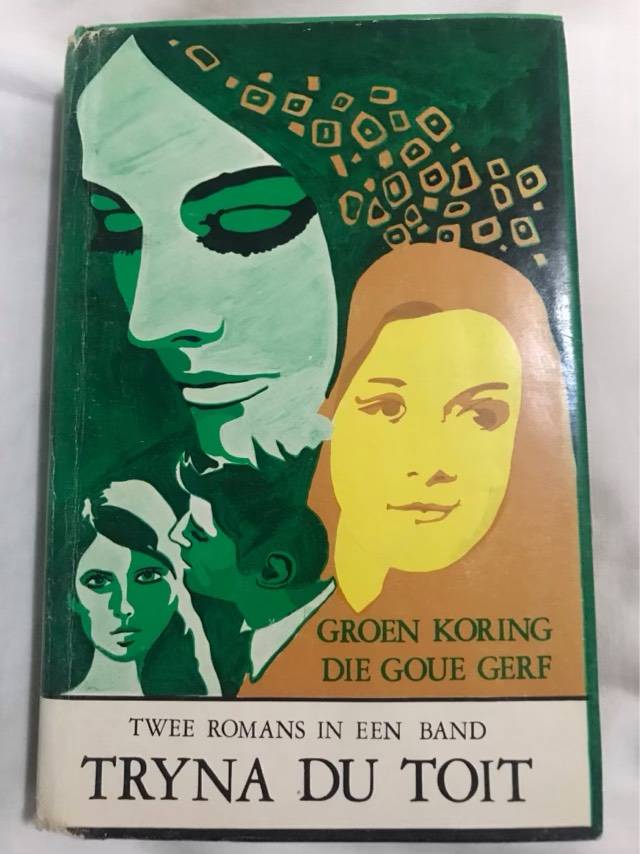 GROEN KORING
DIE GOUE GERF
TWEE ROMANS IN EEN BAND
TRYNA DU TOIT